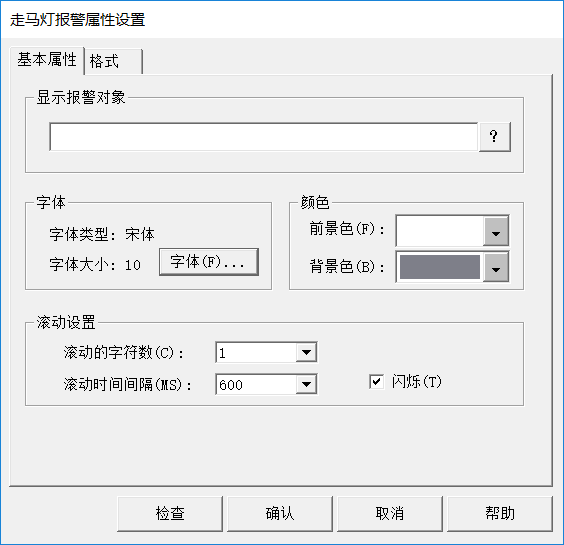 走马灯报警属性设置
基本属性 格式
显示报警对象
?
字体
字体类型: 宋体
字体大小: 10 字体(F)...
颜色
前景色(F):
背景色(B):
滚动设置
滚动的字符数(C): 1
滚动时间间隔(MS): 600 闪烁(T)
检查 确认 取消 帮助